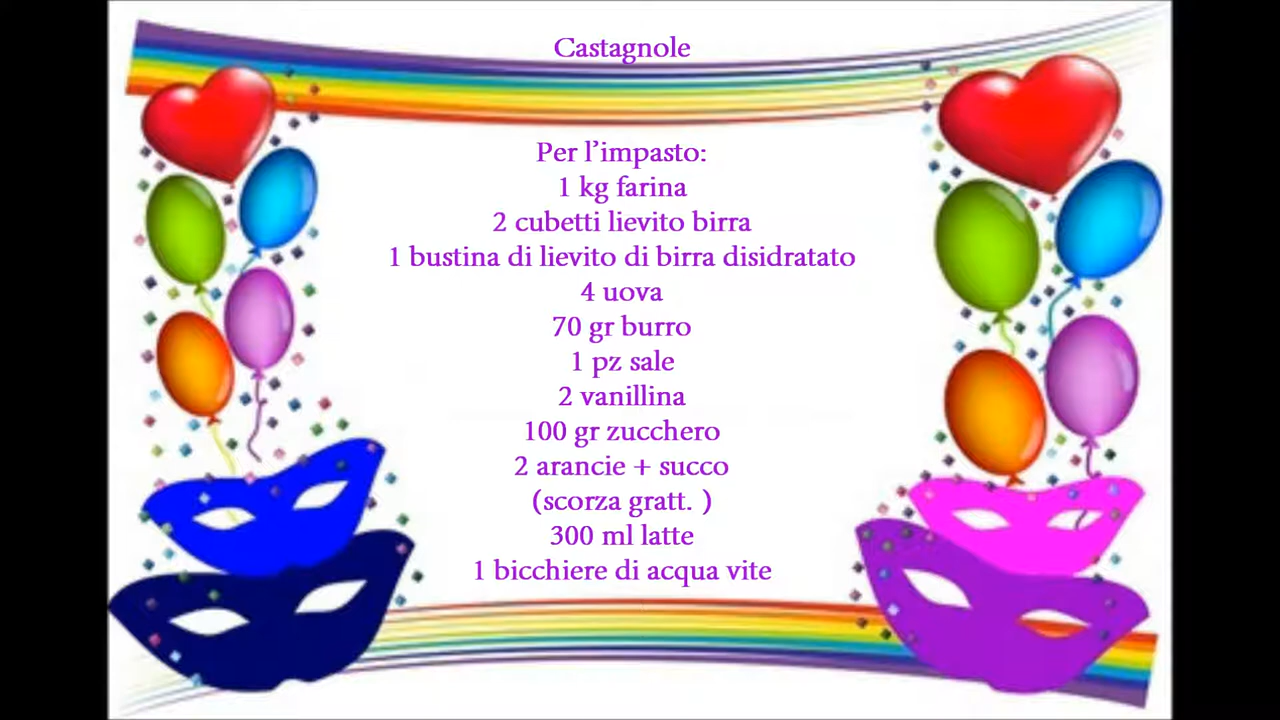 Castagnole
Per l'impasto:
1 kg farina
2 cubetti lievito birra
1 bustina di lievito di birra disidratato
4 uova
70 gr burro
1 pz sale
2 vanillina
100 gr zucchero
2 arancie + succo
(scorza gratt. )
300 ml latte
1 bicchiere di acqua vite